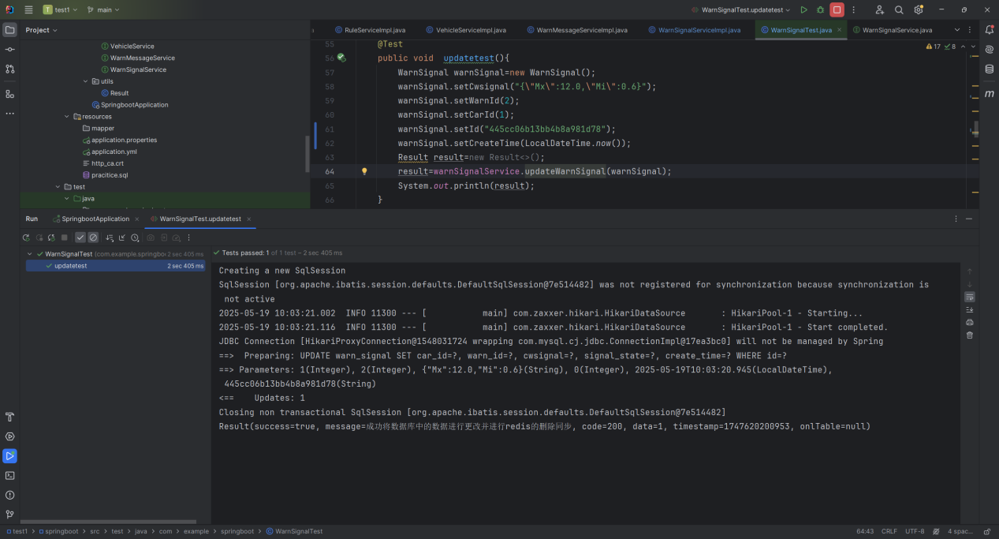 test1
main
WarnSignalTest.updatetest
Project
RuleServiceImpl.java
VehicleServiceImpl.java
WarnMessageServiceImpl.java
WarnSignalServiceImpl.java
WarnSignalTest.java
WarnSignalService.java
VehicleService
WarnMessageService
WarnSignalService
utils
Result
SpringbootApplication
resources
mapper
application.properties
application.yml
http_ca.crt
pracitice.sql
test
java
17 8
55 @Test
56 public void updatetest(){
57 WarnSignal warnSignal=new WarnSignal();
58 warnSignal.setCwsignal("{\"Mx\":12.0,\"Mi\":0.6}");
59 warnSignal.setWarnId(2);
60 warnSignal.setCarId(1);
61 warnSignal.setId("445cc06b13bb4b8a981d78");
62 warnSignal.setCreateTime(LocalDateTime.now());
63 Result result=new Result<>();
64 result=warnSignalService.updateWarnSignal(warnSignal);
65 System.out.println(result);
66 }
Run
SpringbootApplication
WarnSignalTest.updatetest
WarnSignalTest (com.example.springbo 2 sec 405 ms
updatetest 2 sec 405 ms
Tests passed: 1 of 1 test – 2 sec 405 ms
Creating a new SqlSession
SqlSession [org.apache.ibatis.session.defaults.DefaultSqlSession@7e514482] was not registered for synchronization because synchronization is
not active
2025-05-19 10:03:21.002  INFO 11300 --- [           main] com.zaxxer.hikari.HikariDataSource       : HikariPool-1 - Starting...
2025-05-19 10:03:21.116  INFO 11300 --- [           main] com.zaxxer.hikari.HikariDataSource       : HikariPool-1 - Start completed.
JDBC Connection [HikariProxyConnection@1548031724 wrapping com.mysql.cj.jdbc.ConnectionImpl@17ea3bc0] will not be managed by Spring
==>  Preparing: UPDATE warn_signal SET car_id=?, warn_id=?, cwsignal=?, signal_state=?, create_time=? WHERE id=?
==> Parameters: 1(Integer), 2(Integer), {"Mx":12.0,"Mi":0.6}(String), 0(Integer), 2025-05-19T10:03:20.945(LocalDateTime),
445cc06b13bb4b8a981d78(String)
<==    Updates: 1
Closing non transactional SqlSession [org.apache.ibatis.session.defaults.DefaultSqlSession@7e514482]
Result(success=true, message=成功将数据库中的数据进行更改并进行redis的删除同步, code=200, data=1, timestamp=1747620200953, onlTable=null)
test1 > springboot > src > test > java > com > example > springboot > WarnSignalTest
64:43 CRLF UTF-8 4 spac...